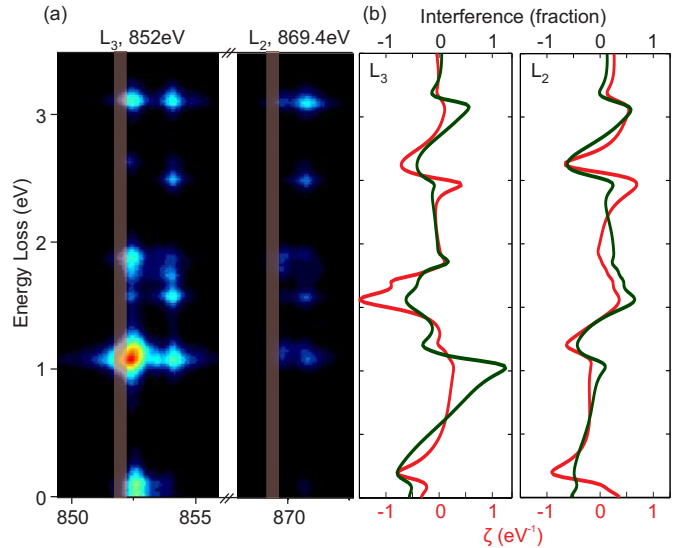 (a)
L3, 852eV
L2, 869.4eV
(b)
Interference (fraction)
-1 0 1 -1 0 1
L3
L2
Energy Loss (eV)
3
2
1
0
850 855 870
-1 0 1 -1 0 1
ζ (eV-1)